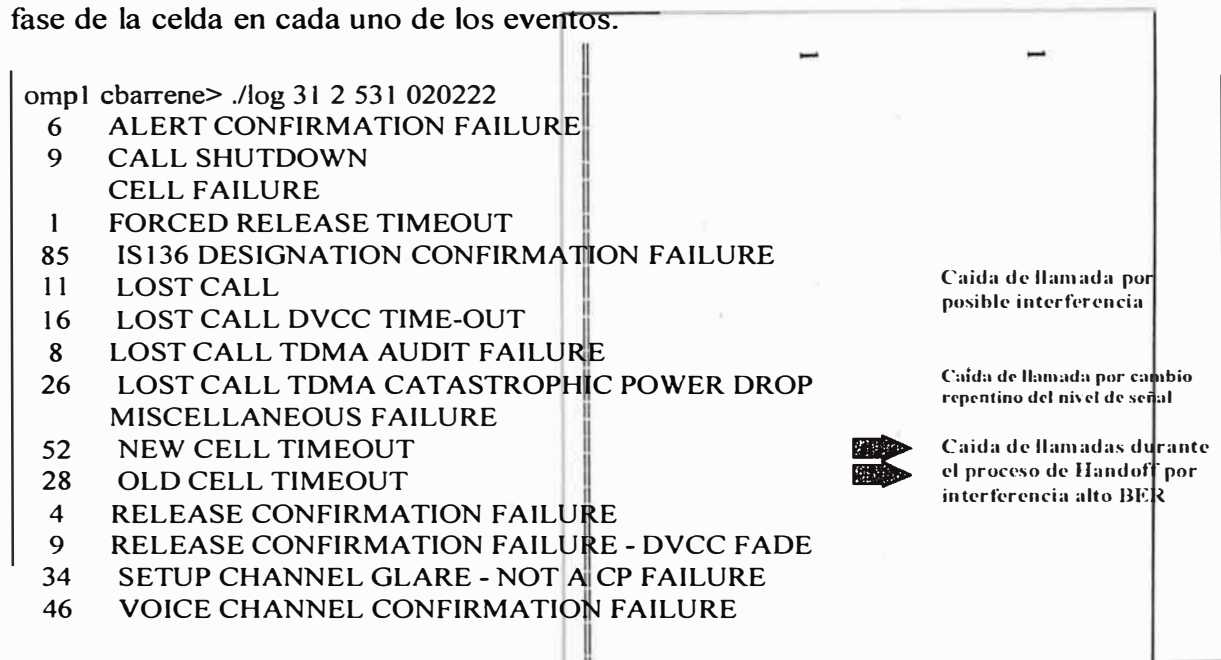 fase de la celda en cada uno de los eventos.
omp1 cbarrene> ./log 31 2 531 020222
6 ALERT CONFIRMATION FAILURE
9 CALL SHUTDOWN
CELL FAILURE
1 FORCED RELEASE TIMEOUT
85 IS136 DESIGNATION CONFIRMATION FAILURE
11 LOST CALL
16 LOST CALL DVCC TIME-OUT
8 LOST CALL TDMA AUDIT FAILURE
26 LOST CALL TDMA CATASTROPHIC POWER DROP
MISCELLANEOUS FAILURE
52 NEW CELL TIMEOUT
28 OLD CELL TIMEOUT
4 RELEASE CONFIRMATION FAILURE
9 RELEASE CONFIRMATION FAILURE - DVCC FADE
34 SETUP CHANNEL GLARE - NOT A CP FAILURE
46 VOICE CHANNEL CONFIRMATION FAILURE
Caida de llamada por
posible interferencia
Caída de llamada por cambio
repentino del nivel de señal
Caida de llamadas durante
el proceso de Handoff por
interferencia alto BER